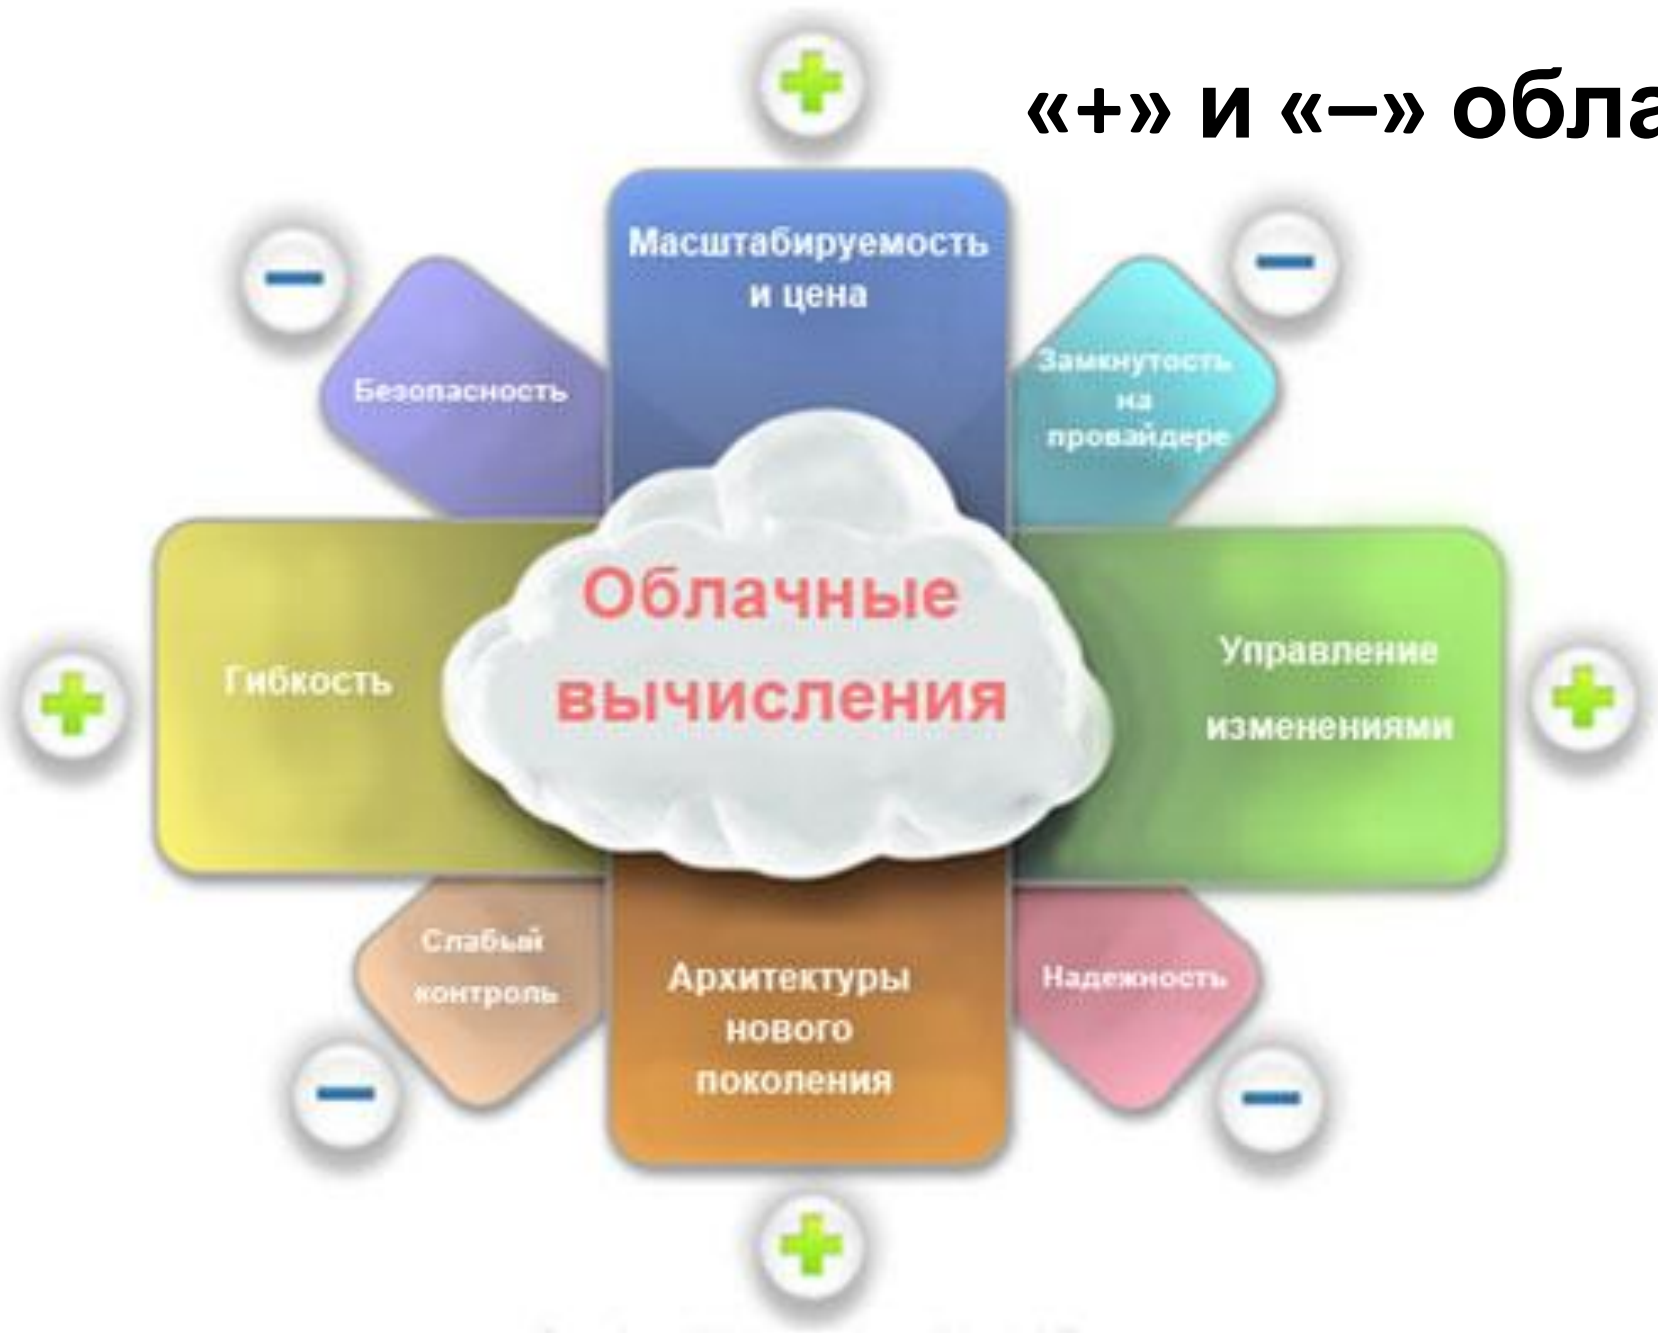 «+» и «–» обла
Масштабируемость
и цена
Безопасность
Замкнутость
на
провайдере
Облачные
вычисления
Гибкость
Управление
изменениями
Слабый
контроль
Архитектуры
нового
поколения
Надежность